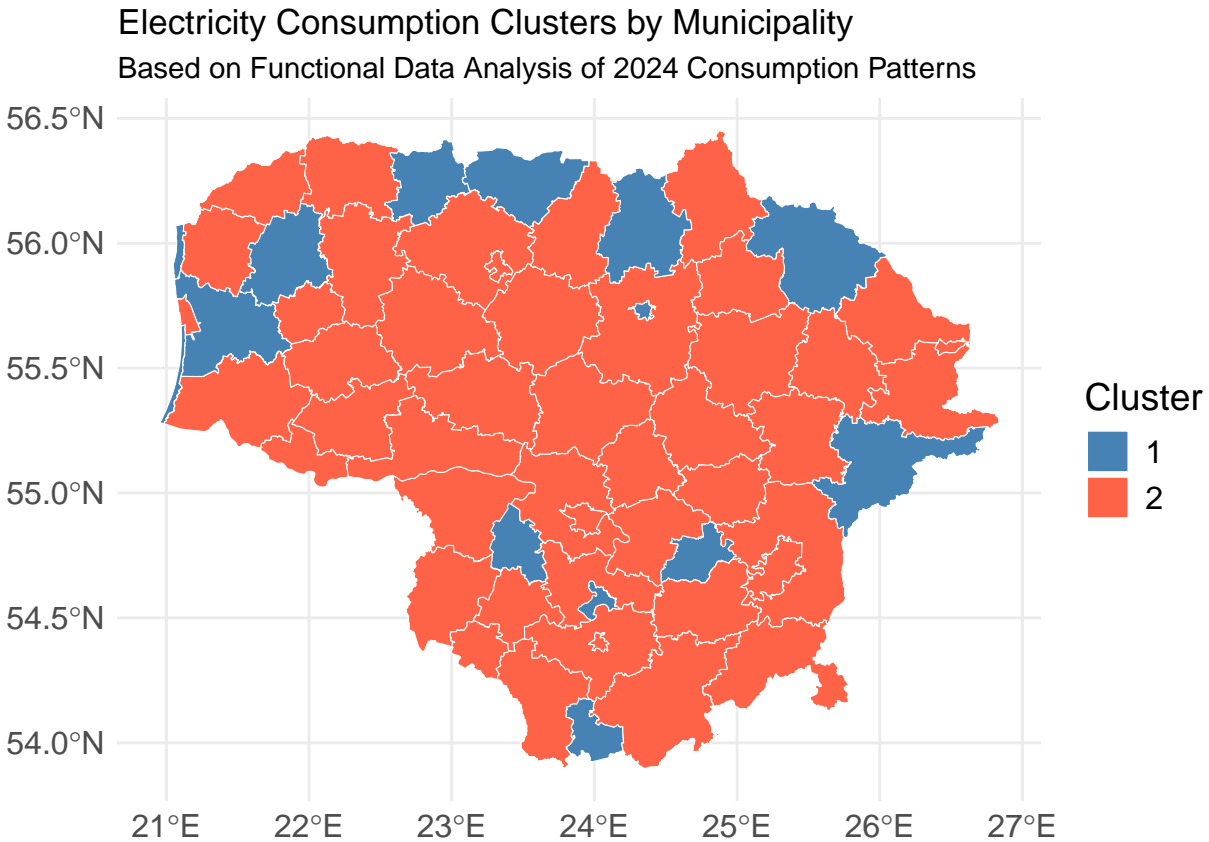 Electricity Consumption Clusters by Municipality
Based on Functional Data Analysis of 2024 Consumption Patterns
56.5°N
56.0°N
55.5°N
55.0°N
54.5°N
54.0°N
21°E 22°E 23°E 24°E 25°E 26°E 27°E
Cluster
1
2